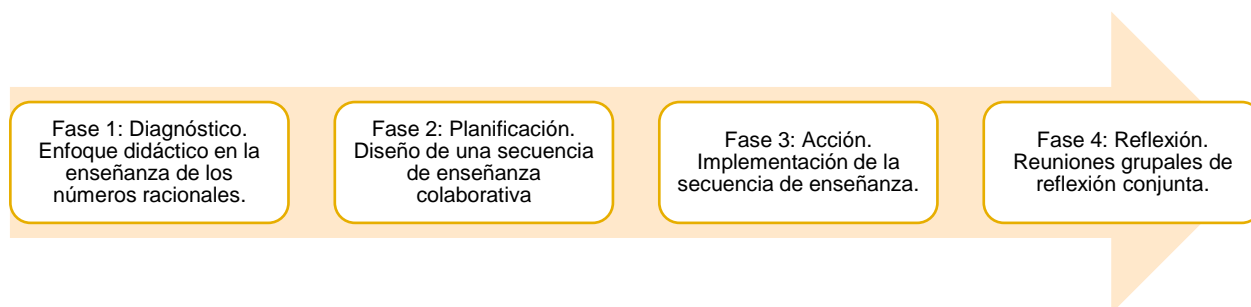 Fase 1: Diagnóstico.
Enfoque didáctico en la
enseñanza de los
números racionales.
Fase 2: Planificación.
Diseño de una secuencia
de enseñanza
colaborativa
Fase 3: Acción.
Implementación de la
secuencia de enseñanza.
Fase 4: Reflexión.
Reuniones grupales de
reflexión conjunta.